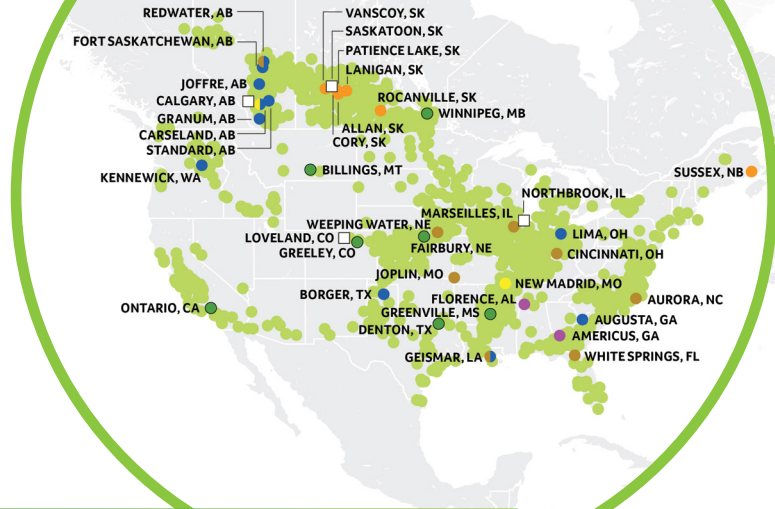 REDWATER, AB
FORT SASKATCHEWAN, AB
JOFFRE, AB
CALGARY, AB
GRANUM, AB
CARSELAND, AB
STANDARD, AB
KENNEWICK, WA
VANSCOY, SK
SASKATOON, SK
PATIENCE LAKE, SK
LANIGAN, SK
ROCANVILLE, SK
WINNIPEG, MB
ALLAN, SK
CORY, SK
BILLINGS, MT
SUSSEX, NB
NORTHBROOK, IL
MARSEILLES, IL
WEEPING WATER, NE
LOVELAND, CO
GREELEY, CO
FAIRBURY, NE
LIMA, OH
CINCINNATI, OH
JOPLIN, MO
NEW MADRID, MO
BORGER, TX
FLORENCE, AL
AURORA, NC
ONTARIO, CA
GREENVILLE, MS
AUGUSTA, GA
DENTON, TX
AMERICUS, GA
GEISMAR, LA
WHITE SPRINGS, FL